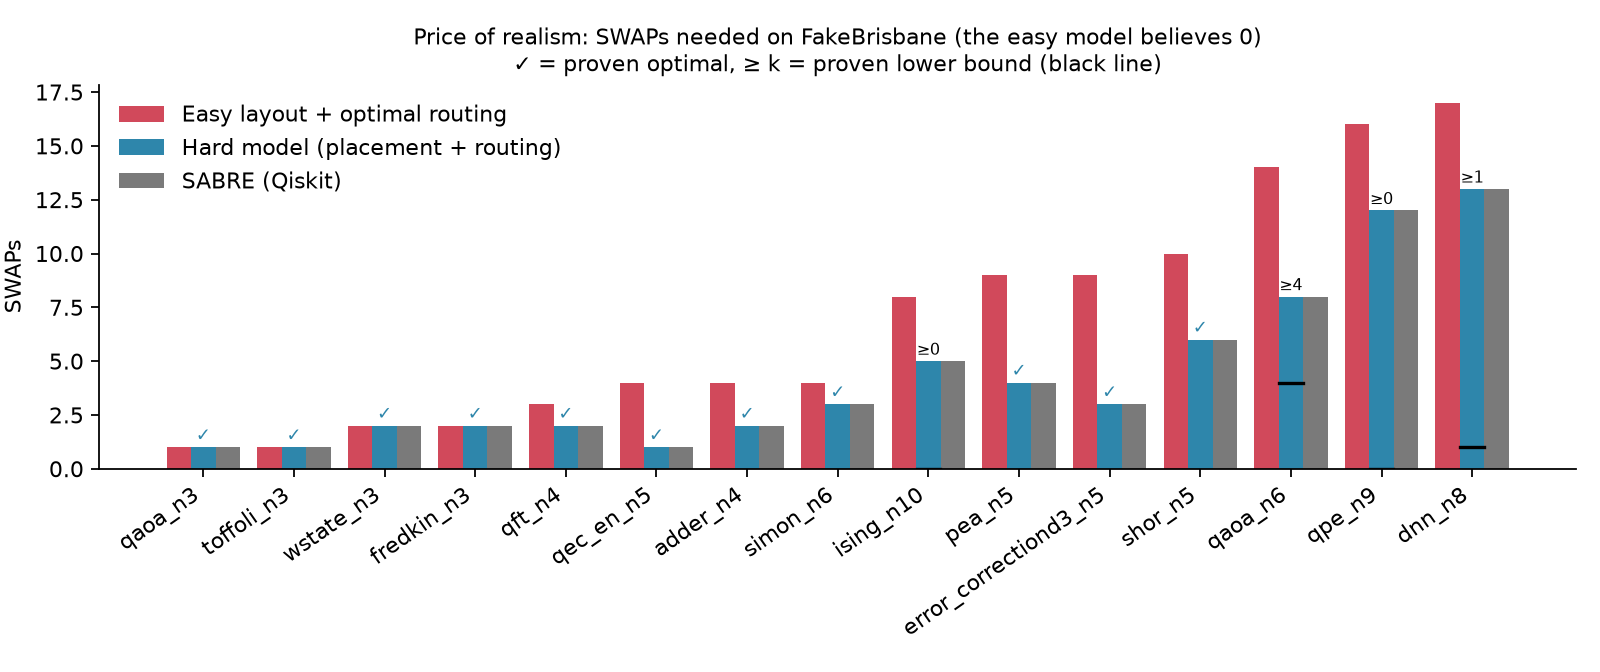 Price of realism: SWAPs needed on FakeBrisbane (the easy model believes 0)
✓ = proven optimal, ≥ k = proven lower bound (black line)
Easy layout + optimal routing
Hard model (placement + routing)
SABRE (Qiskit)
SWAPs
17.5
15.0
12.5
10.0
7.5
5.0
2.5
0.0
✓
✓
✓
✓
✓
✓
✓
✓
≥0
✓
✓
✓
≥4
≥0
≥1
qaoa_n3
toffoli_n3
wstate_n3
fredkin_n3
qft_n4
qec_en_n5
adder_n4
simon_n6
ising_n10
pea_n5
error_correctiond3_n5
shor_n5
qaoa_n6
qpe_n9
dnn_n8